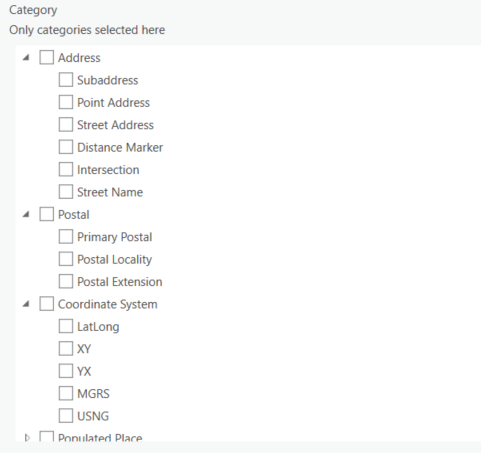 Category
Only categories selected here
Address
Subaddress
Point Address
Street Address
Distance Marker
Intersection
Street Name
Postal
Primary Postal
Postal Locality
Postal Extension
Coordinate System
LatLong
XY
YX
MGRS
USNG
Populated Place